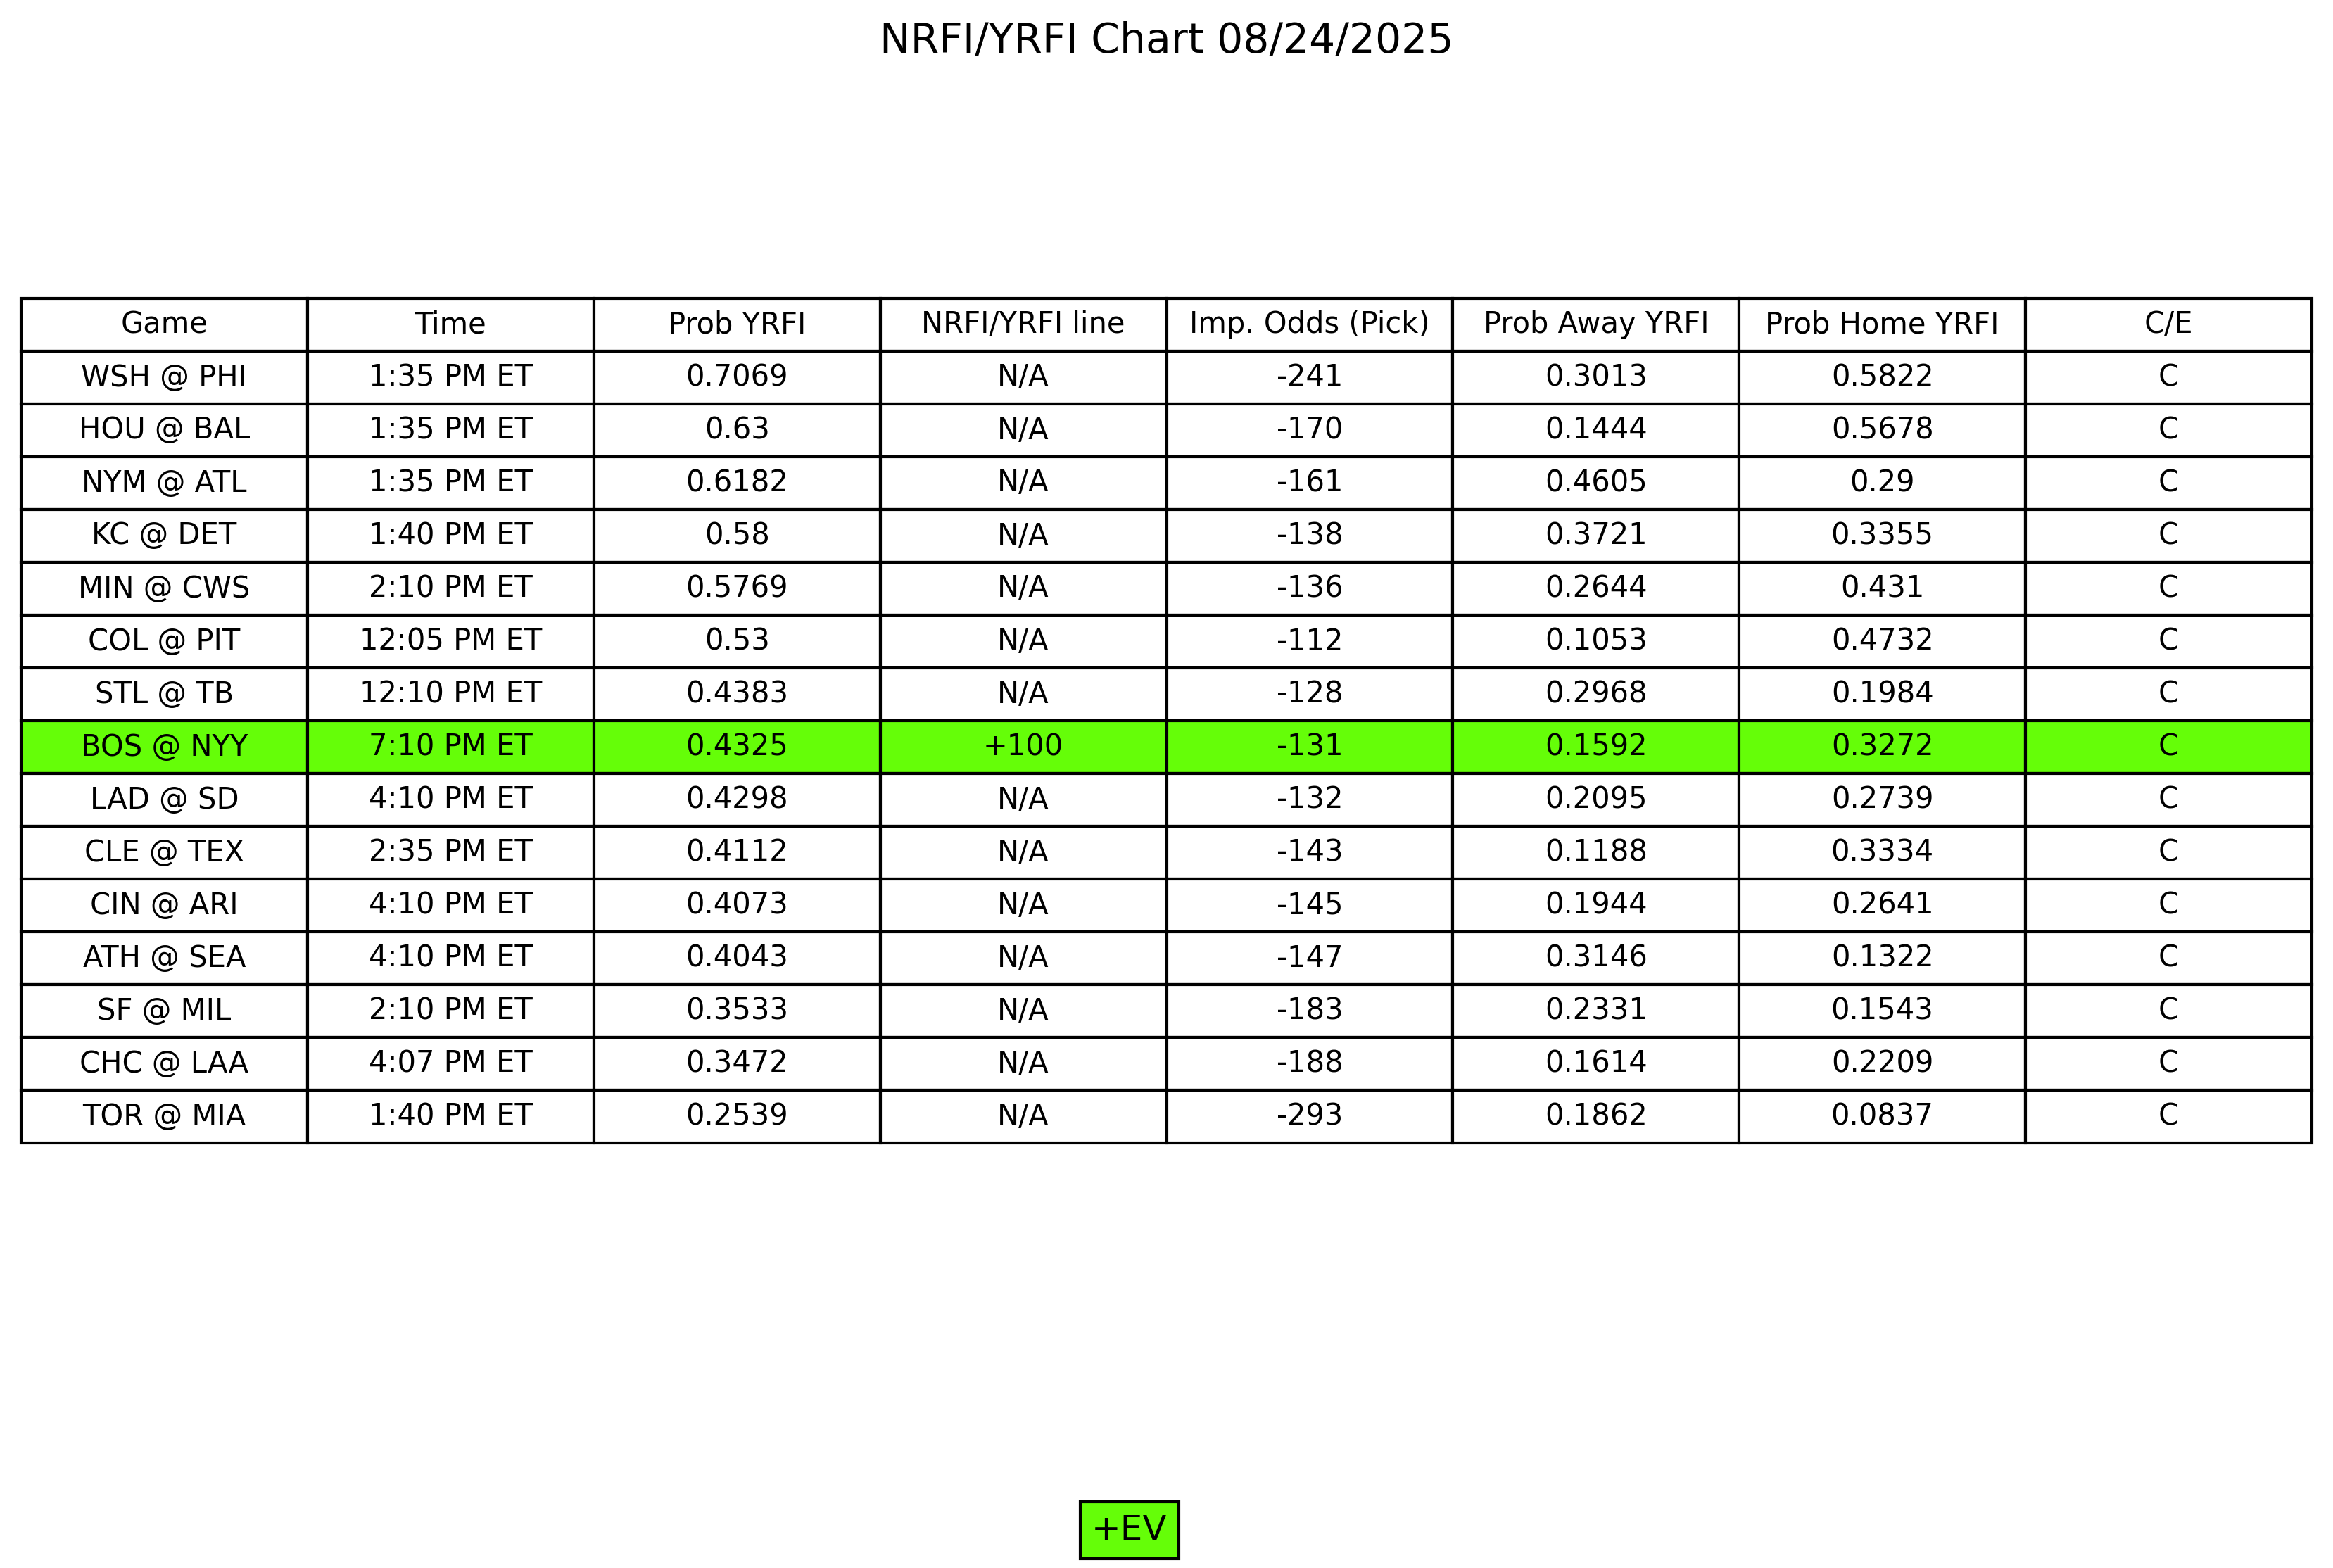 NRFI/YRFI Chart 08/24/2025
Game Time Prob YRFI NRFI/YRFI line Imp. Odds (Pick) Prob Away YRFI Prob Home YRFI C/E
WSH @ PHI 1:35 PM ET 0.7069 N/A -241 0.3013 0.5822 C
HOU @ BAL 1:35 PM ET 0.63 N/A -170 0.1444 0.5678 C
NYM @ ATL 1:35 PM ET 0.6182 N/A -161 0.4605 0.29 C
KC @ DET 1:40 PM ET 0.58 N/A -138 0.3721 0.3355 C
MIN @ CWS 2:10 PM ET 0.5769 N/A -136 0.2644 0.431 C
COL @ PIT 12:05 PM ET 0.53 N/A -112 0.1053 0.4732 C
STL @ TB 12:10 PM ET 0.4383 N/A -128 0.2968 0.1984 C
BOS @ NYY 7:10 PM ET 0.4325 +100 -131 0.1592 0.3272 C
LAD @ SD 4:10 PM ET 0.4298 N/A -132 0.2095 0.2739 C
CLE @ TEX 2:35 PM ET 0.4112 N/A -143 0.1188 0.3334 C
CIN @ ARI 4:10 PM ET 0.4073 N/A -145 0.1944 0.2641 C
ATH @ SEA 4:10 PM ET 0.4043 N/A -147 0.3146 0.1322 C
SF @ MIL 2:10 PM ET 0.3533 N/A -183 0.2331 0.1543 C
CHC @ LAA 4:07 PM ET 0.3472 N/A -188 0.1614 0.2209 C
TOR @ MIA 1:40 PM ET 0.2539 N/A -293 0.1862 0.0837 C
+EV